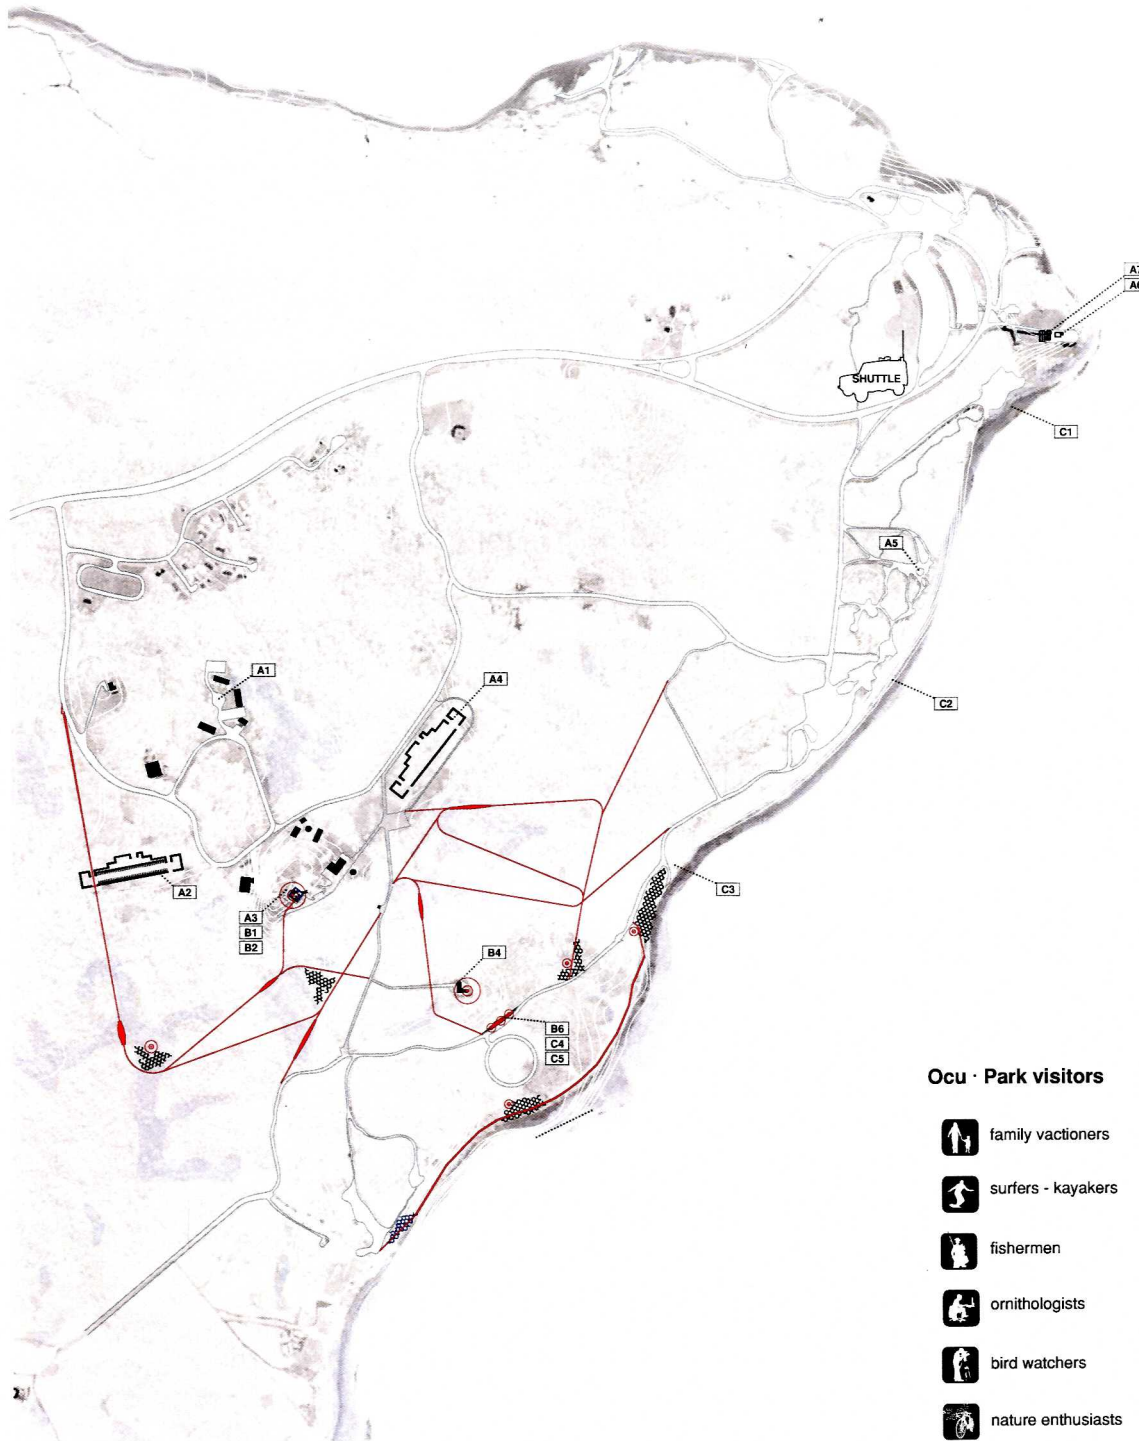 A7
A6
SHUTTLE
C1
A5
A1
A4
C2
A2
C3
A3
B1
B2
B4
B6
C4
C5
Ocu · Park visitors
family vactioners
surfers - kayakers
fishermen
ornithologists
bird watchers
nature enthusiasts